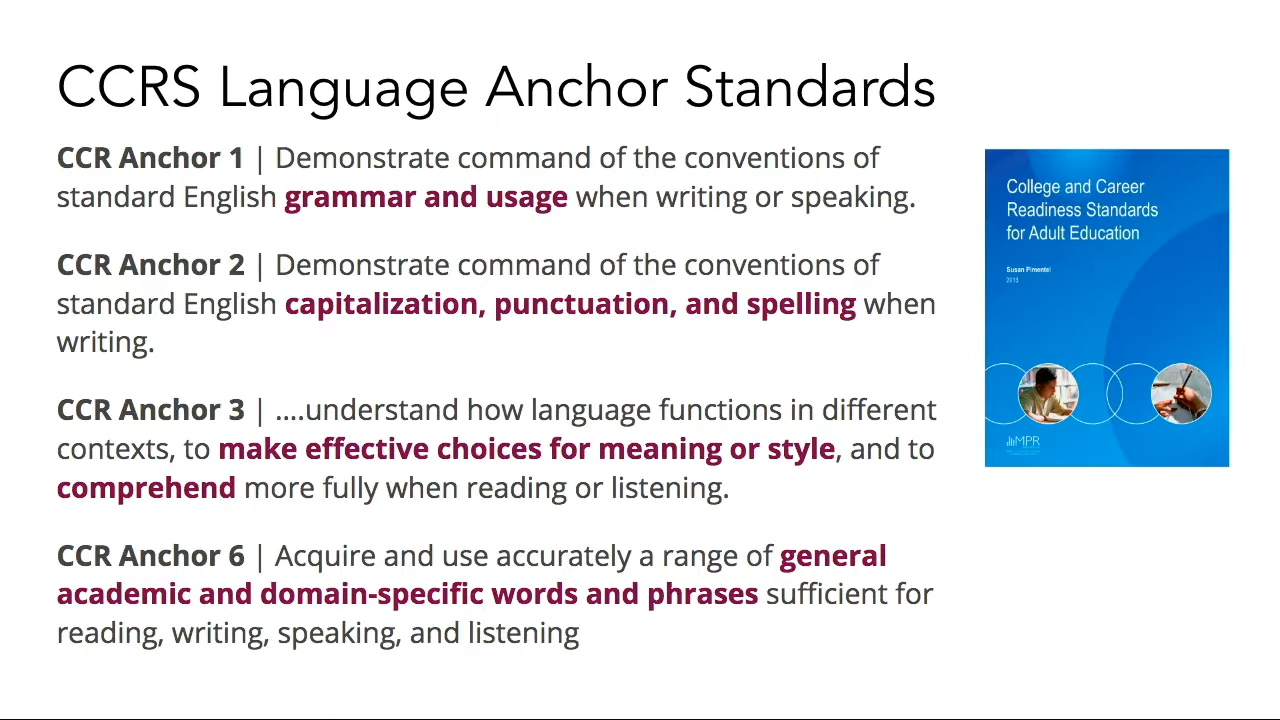 CCRS Language Anchor Standards
CCR Anchor 1 | Demonstrate command of the conventions of
standard English grammar and usage when writing or speaking.
CCR Anchor 2 | Demonstrate command of the conventions of
standard English capitalization, punctuation, and spelling when
writing.
CCR Anchor 3 | ....understand how language functions in different
contexts, to make effective choices for meaning or style, and to
comprehend more fully when reading or listening.
CCR Anchor 6 | Acquire and use accurately a range of general
academic and domain-specific words and phrases sufficient for
reading, writing, speaking, and listening
College and Career
Readiness Standards
for Adult Education
Susan Pimentel
2013
MPR